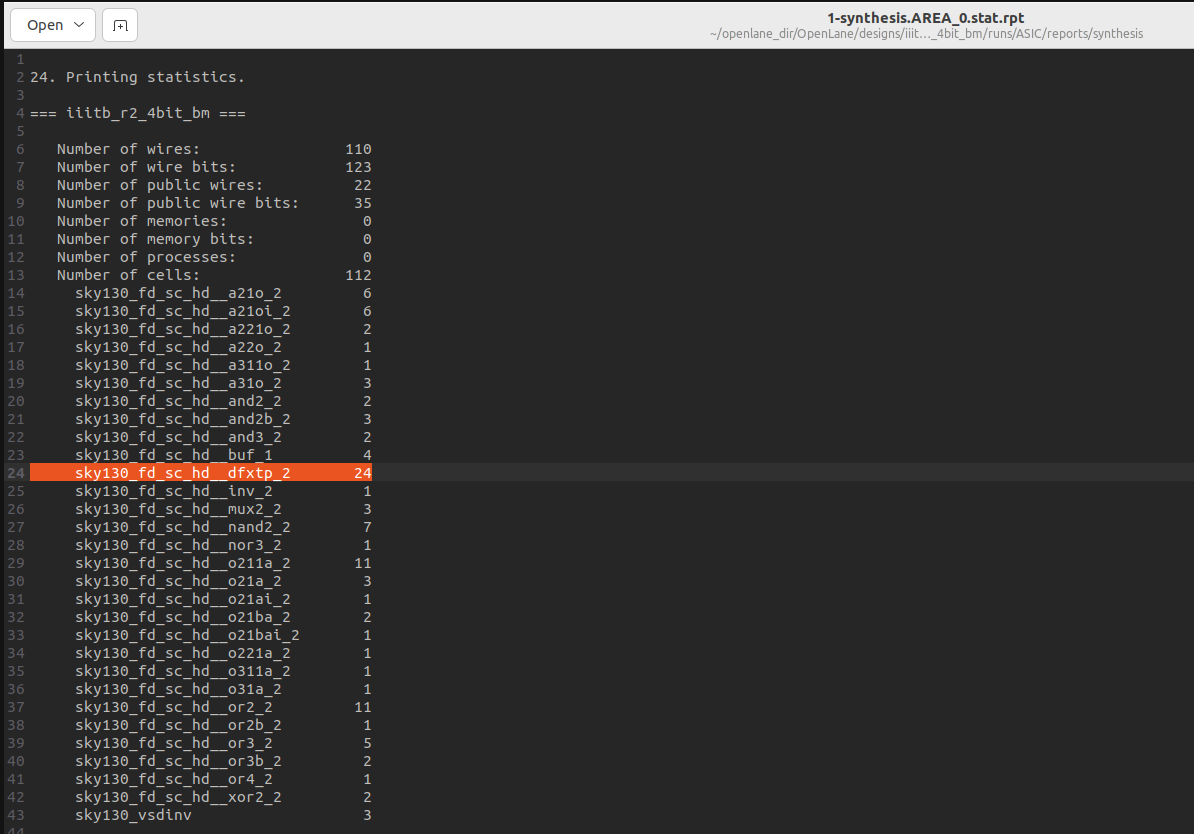 Open
1-synthesis.AREA_0.stat.rpt
~/openlane_dir/OpenLane/designs/iiit..._4bit_bm/runs/ASIC/reports/synthesis
1
2 24. Printing statistics.
3
4 === iiitb_r2_4bit_bm ===
5
6 Number of wires: 110
7 Number of wire bits: 123
8 Number of public wires: 22
9 Number of public wire bits: 35
10 Number of memories: 0
11 Number of memory bits: 0
12 Number of processes: 0
13 Number of cells: 112
14 sky130_fd_sc_hd__a21o_2 6
15 sky130_fd_sc_hd__a21oi_2 6
16 sky130_fd_sc_hd__a221o_2 2
17 sky130_fd_sc_hd__a22o_2 1
18 sky130_fd_sc_hd__a311o_2 1
19 sky130_fd_sc_hd__a31o_2 3
20 sky130_fd_sc_hd__and2_2 2
21 sky130_fd_sc_hd__and2b_2 3
22 sky130_fd_sc_hd__and3_2 2
23 sky130_fd_sc_hd__buf_1 4
24 sky130_fd_sc_hd__dfxtp_2 24
25 sky130_fd_sc_hd__inv_2 1
26 sky130_fd_sc_hd__mux2_2 3
27 sky130_fd_sc_hd__nand2_2 7
28 sky130_fd_sc_hd__nor3_2 1
29 sky130_fd_sc_hd__o211a_2 11
30 sky130_fd_sc_hd__o21a_2 3
31 sky130_fd_sc_hd__o21ai_2 1
32 sky130_fd_sc_hd__o21ba_2 2
33 sky130_fd_sc_hd__o21bai_2 1
34 sky130_fd_sc_hd__o221a_2 1
35 sky130_fd_sc_hd__o311a_2 1
36 sky130_fd_sc_hd__o31a_2 1
37 sky130_fd_sc_hd__or2_2 11
38 sky130_fd_sc_hd__or2b_2 1
39 sky130_fd_sc_hd__or3_2 5
40 sky130_fd_sc_hd__or3b_2 2
41 sky130_fd_sc_hd__or4_2 1
42 sky130_fd_sc_hd__xor2_2 2
43 sky130_vsdinv 3
44